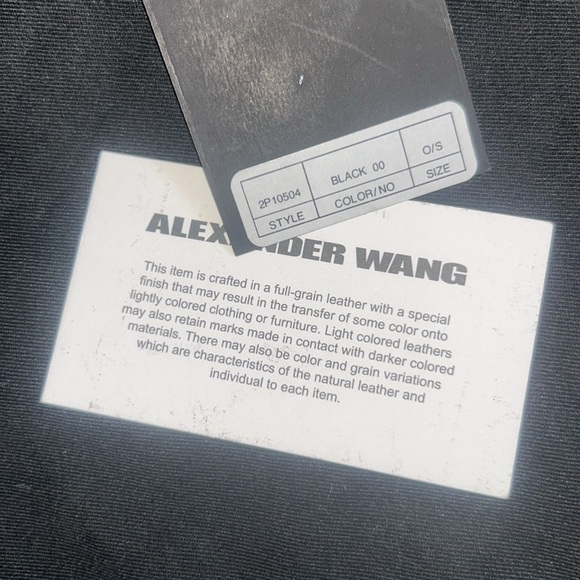 2P10504 BLACK 00 O/S
STYLE COLOR/NO SIZE
ALEXANDER WANG
This item is crafted in a full-grain leather with a special
finish that may result in the transfer of some color onto
lightly colored clothing or furniture. Light colored leathers
may also retain marks made in contact with darker colored
materials. There may also be color and grain variations
which are characteristics of the natural leather and
individual to each item.